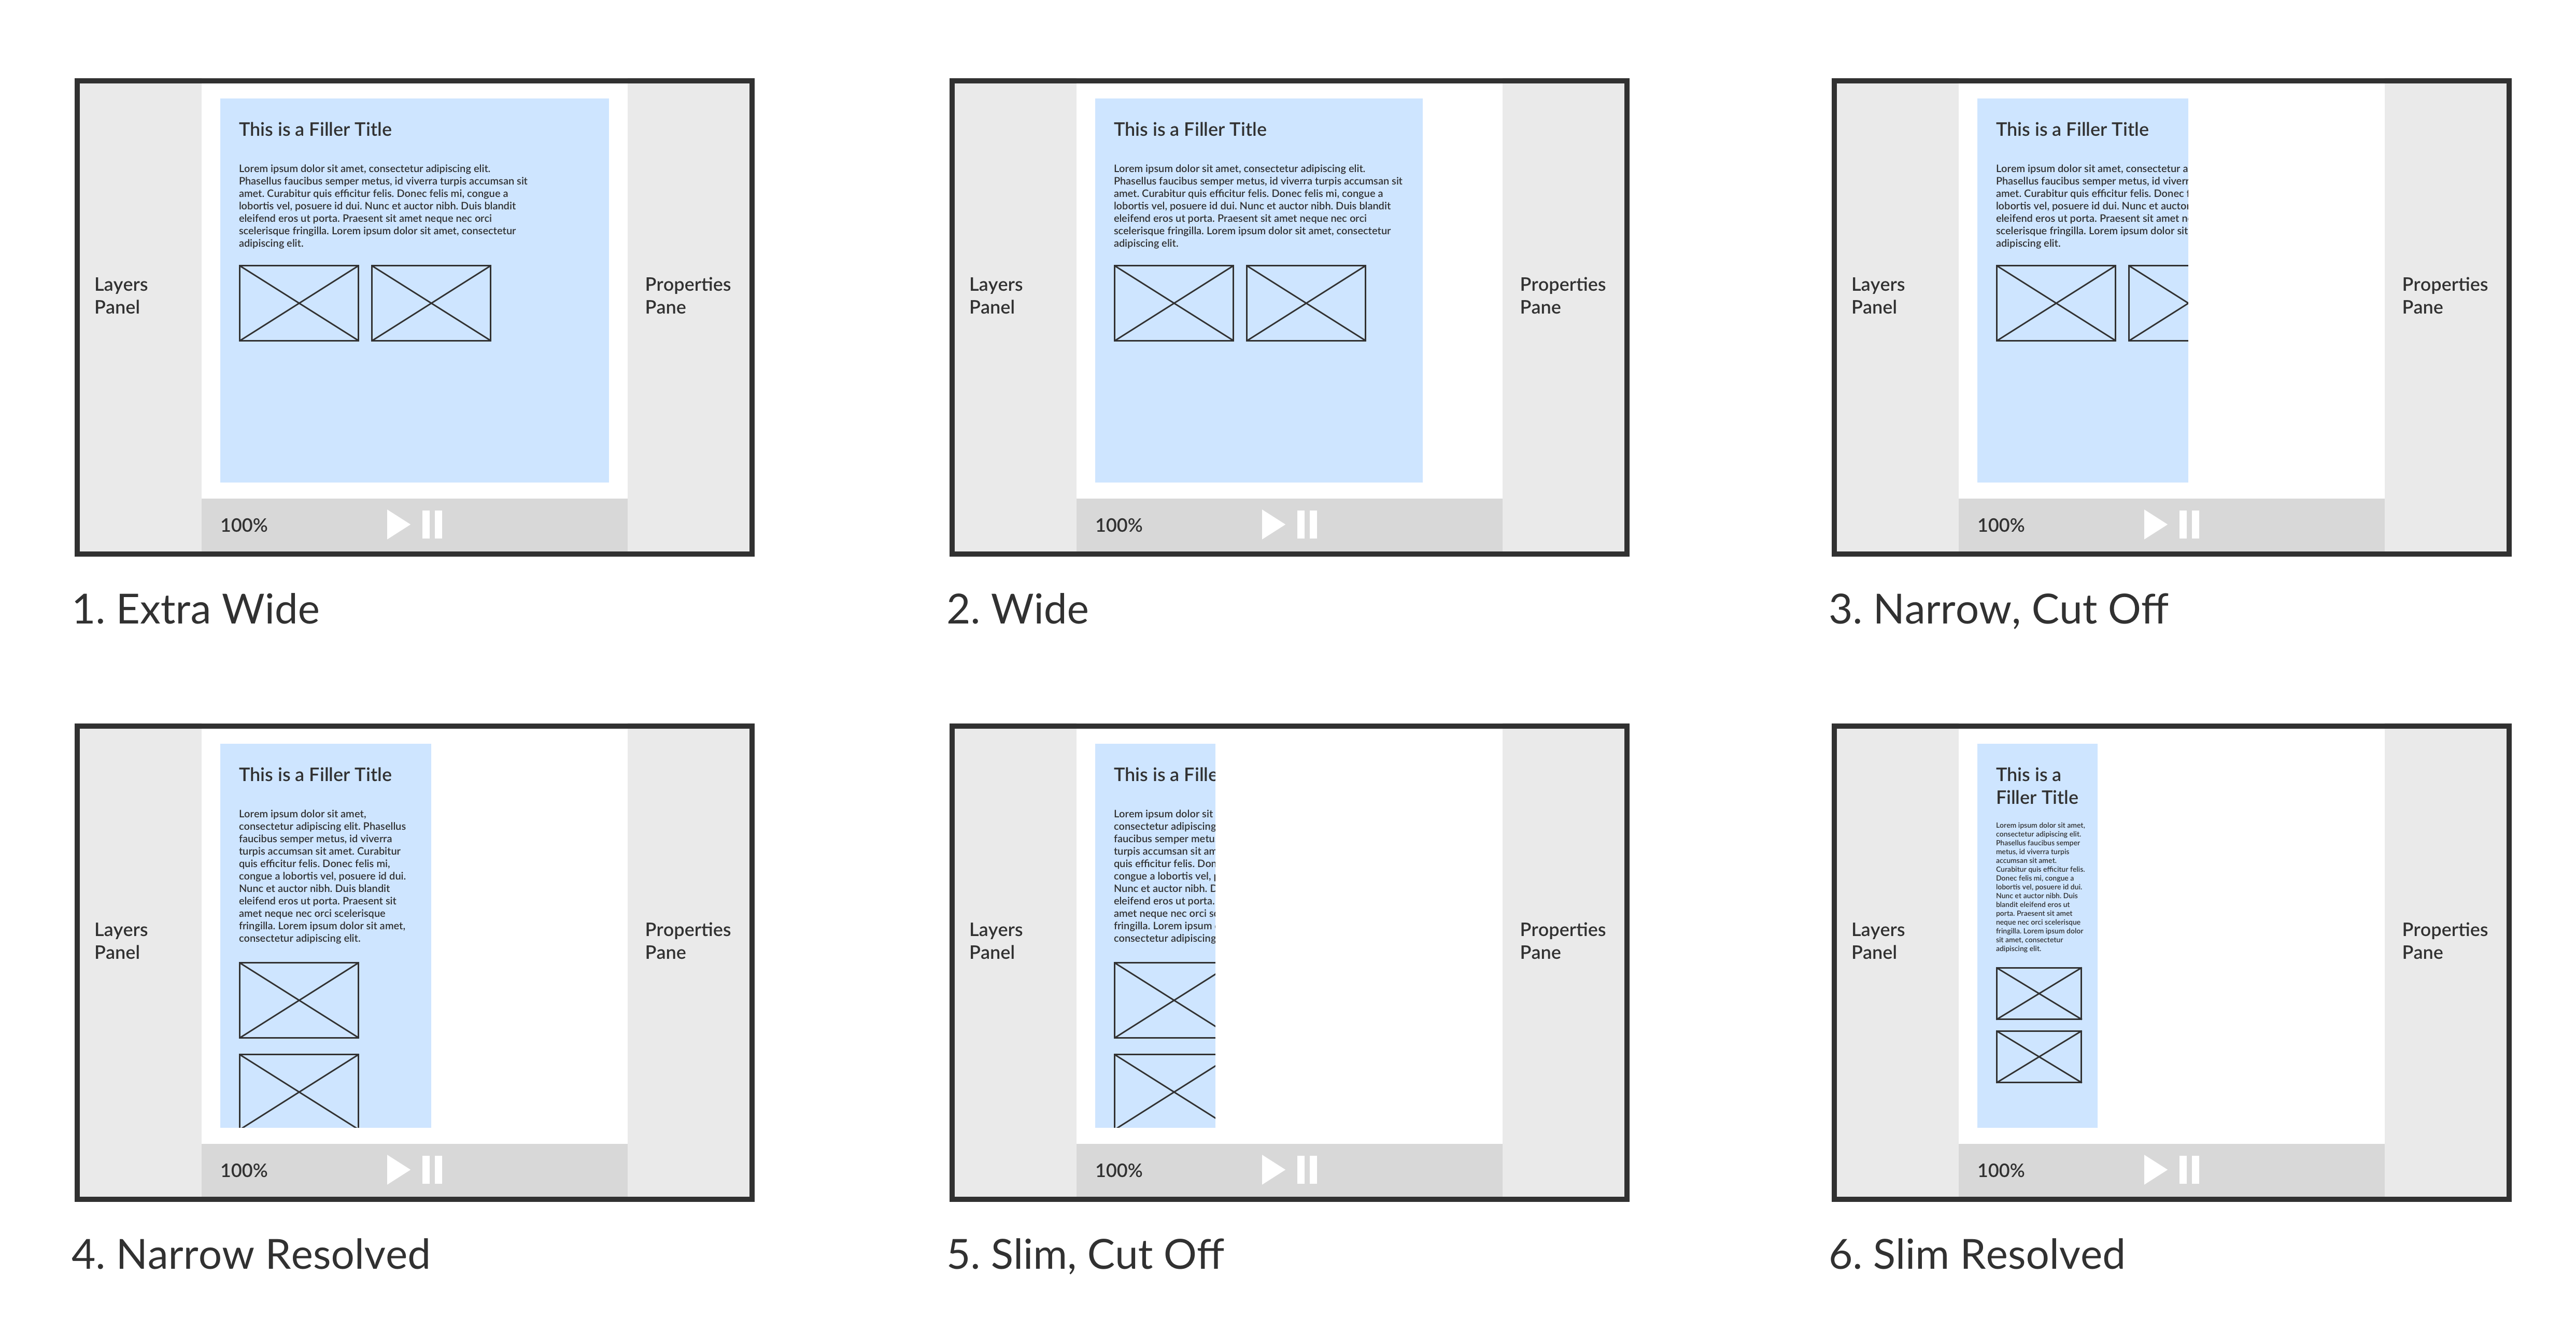 This is a Filler Title
Lorem ipsum dolor sit amet, consectetur adipiscing elit.
Phasellus faucibus semper metus, id viverra turpis accumsan sit
amet. Curabitur quis efficitur felis. Donec felis mi, congue a
lobortis vel, posuere id dui. Nunc et auctor nibh. Duis blandit
eleifend eros ut porta. Praesent sit amet neque nec orci
scelerisque fringilla. Lorem ipsum dolor sit amet, consectetur
adipiscing elit.
Layers
Panel
Properties
Pane
100%
1. Extra Wide
This is a Filler Title
Lorem ipsum dolor sit amet, consectetur adipiscing elit.
Phasellus faucibus semper metus, id viverra turpis accumsan sit
amet. Curabitur quis efficitur felis. Donec felis mi, congue a
lobortis vel, posuere id dui. Nunc et auctor nibh. Duis blandit
eleifend eros ut porta. Praesent sit amet neque nec orci
scelerisque fringilla. Lorem ipsum dolor sit amet, consectetur
adipiscing elit.
Layers
Panel
Properties
Pane
100%
2. Wide
This is a Filler Title
Lorem ipsum dolor sit amet, consectetur a
Phasellus faucibus semper metus, id viverr
amet. Curabitur quis efficitur felis. Donec f
lobortis vel, posuere id dui. Nunc et auctor
eleifend eros ut porta. Praesent sit amet n
scelerisque fringilla. Lorem ipsum dolor sit
adipiscing elit.
Layers
Panel
Properties
Pane
100%
3. Narrow, Cut Off
This is a Filler Title
Lorem ipsum dolor sit amet,
consectetur adipiscing elit. Phasellus
faucibus semper metus, id viverra
turpis accumsan sit amet. Curabitur
quis efficitur felis. Donec felis mi,
congue a lobortis vel, posuere id dui.
Nunc et auctor nibh. Duis blandit
eleifend eros ut porta. Praesent sit
amet neque nec orci scelerisque
fringilla. Lorem ipsum dolor sit amet,
consectetur adipiscing elit.
Layers
Panel
Properties
Pane
100%
4. Narrow Resolved
This is a Fille
Lorem ipsum dolor sit
consectetur adipiscing
faucibus semper metu
turpis accumsan sit am
quis efficitur felis. Don
congue a lobortis vel, p
Nunc et auctor nibh. D
eleifend eros ut porta.
amet neque nec orci s
fringilla. Lorem ipsum
consectetur adipiscing
Layers
Panel
Properties
Pane
100%
5. Slim, Cut Off
This is a
Filler Title
Lorem ipsum dolor sit amet,
consectetur adipiscing elit.
Phasellus faucibus semper
metus, id viverra turpis
accumsan sit amet.
Curabitur quis efficitur felis.
Donec felis mi, congue a
lobortis vel, posuere id dui.
Nunc et auctor nibh. Duis
blandit eleifend eros ut
porta. Praesent sit amet
neque nec orci scelerisque
fringilla. Lorem ipsum dolor
sit amet, consectetur
adipiscing elit.
Layers
Panel
Properties
Pane
100%
6. Slim Resolved